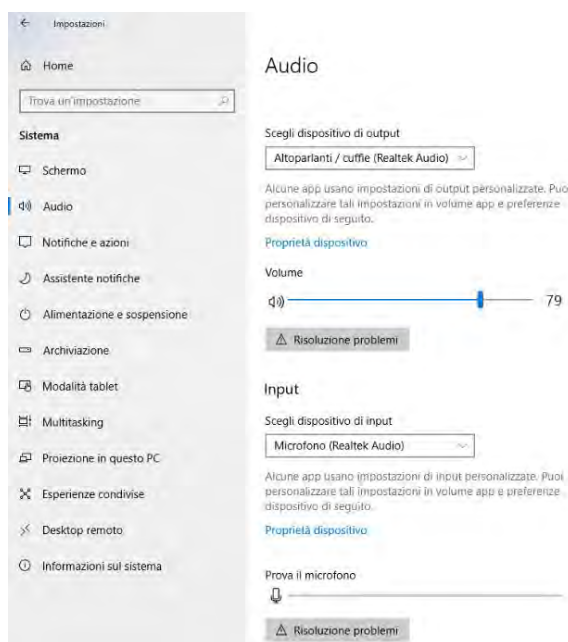 Impostazioni
Home
Trova un'impostazione
Sistema
Schermo
Audio
Notifiche e azioni
Assistente notifiche
Alimentazione e sospensione
Archiviazione
Modalità tablet
Multitasking
Proiezione in questo PC
Esperienze condivise
Desktop remoto
Informazioni sul sistema
Audio
Scegli dispositivo di output
Altoparlanti / cuffie (Realtek Audio)
Alcune app usano impostazioni di output personalizzate. Puo
personalizzare tali impostazioni in volume app e preferenze
dispositivo di seguito.
Proprietà dispositivo
Volume
79
Risoluzione problemi
Input
Scegli dispositivo di input
Microfono (Realtek Audio)
Alcune app usano impostazioni di input personalizzate. Puoi
personalizzare tali impostazioni in volume app e preferenze
dispositivo di seguito.
Proprietà dispositivo
Prova il microfono
Risoluzione problemi